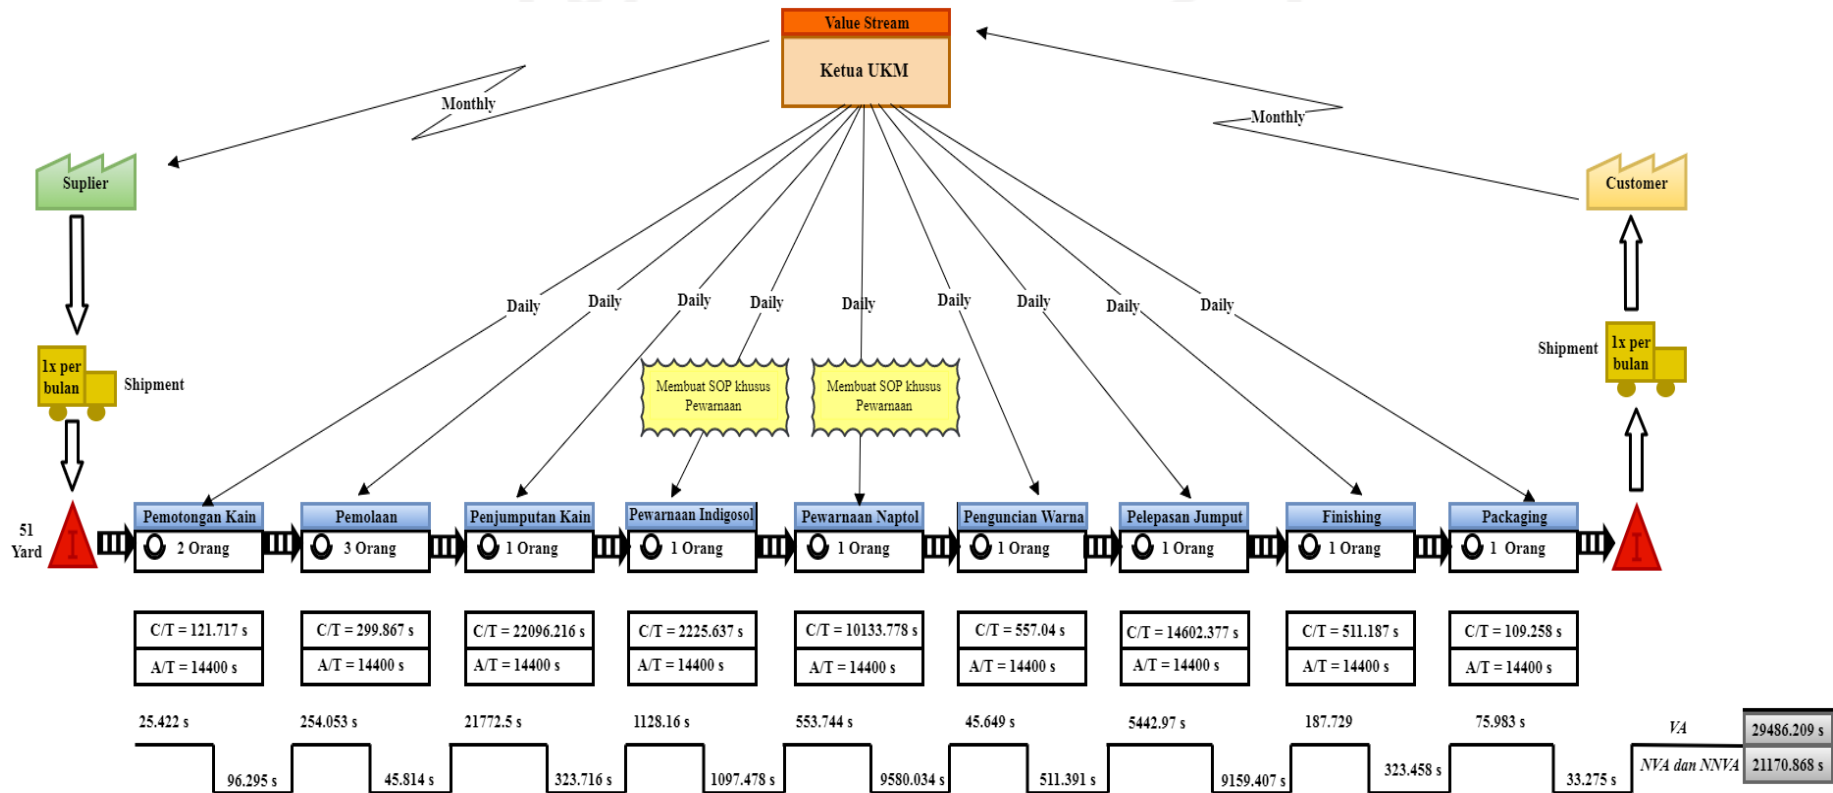 Value Stream
Ketua UKM
Monthly
Monthly
Suplier
Customer
Daily
Daily
Daily
Daily
Daily
Daily
Daily
Daily
Daily
1x per
bulan
Shipment
Membuat SOP khusus
Pewarnaan
Membuat SOP khusus
Pewarnaan
Shipment
1x per
bulan
51
Yard
I
Pemotongan Kain
2 Orang
Pemolaan
3 Orang
Penjumputan Kain
1 Orang
Pewarnaan Indigosol
1 Orang
Pewarnaan Naptol
1 Orang
Penguncian Warna
1 Orang
Pelepasan Jumput
1 Orang
Finishing
1 Orang
Packaging
1 Orang
I
C/T = 121.717 s
A/T = 14400 s
C/T = 299.867 s
A/T = 14400 s
C/T = 22096.216 s
A/T = 14400 s
C/T = 2225.637 s
A/T = 14400 s
C/T = 10133.778 s
A/T = 14400 s
C/T = 557.04 s
A/T = 14400 s
C/T = 14602.377 s
A/T = 14400 s
C/T = 511.187 s
A/T = 14400 s
C/T = 109.258 s
A/T = 14400 s
25.422 s
254.053 s
21772.5 s
1128.16 s
553.744 s
45.649 s
5442.97 s
187.729
75.983 s
VA
29486.209 s
96.295 s
45.814 s
323.716 s
1097.478 s
9580.034 s
511.391 s
9159.407 s
323.458 s
33.275 s
NVA dan NNVA
21170.868 s